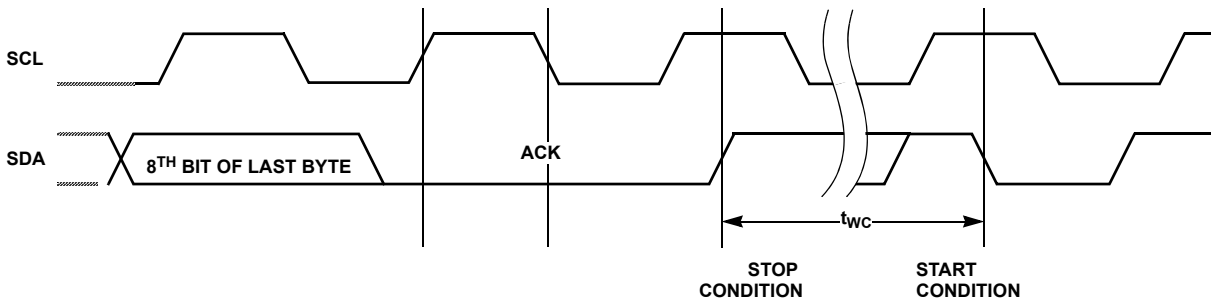 SCL
SDA
8TH BIT OF LAST BYTE
ACK
tWC
STOP
CONDITION
START
CONDITION